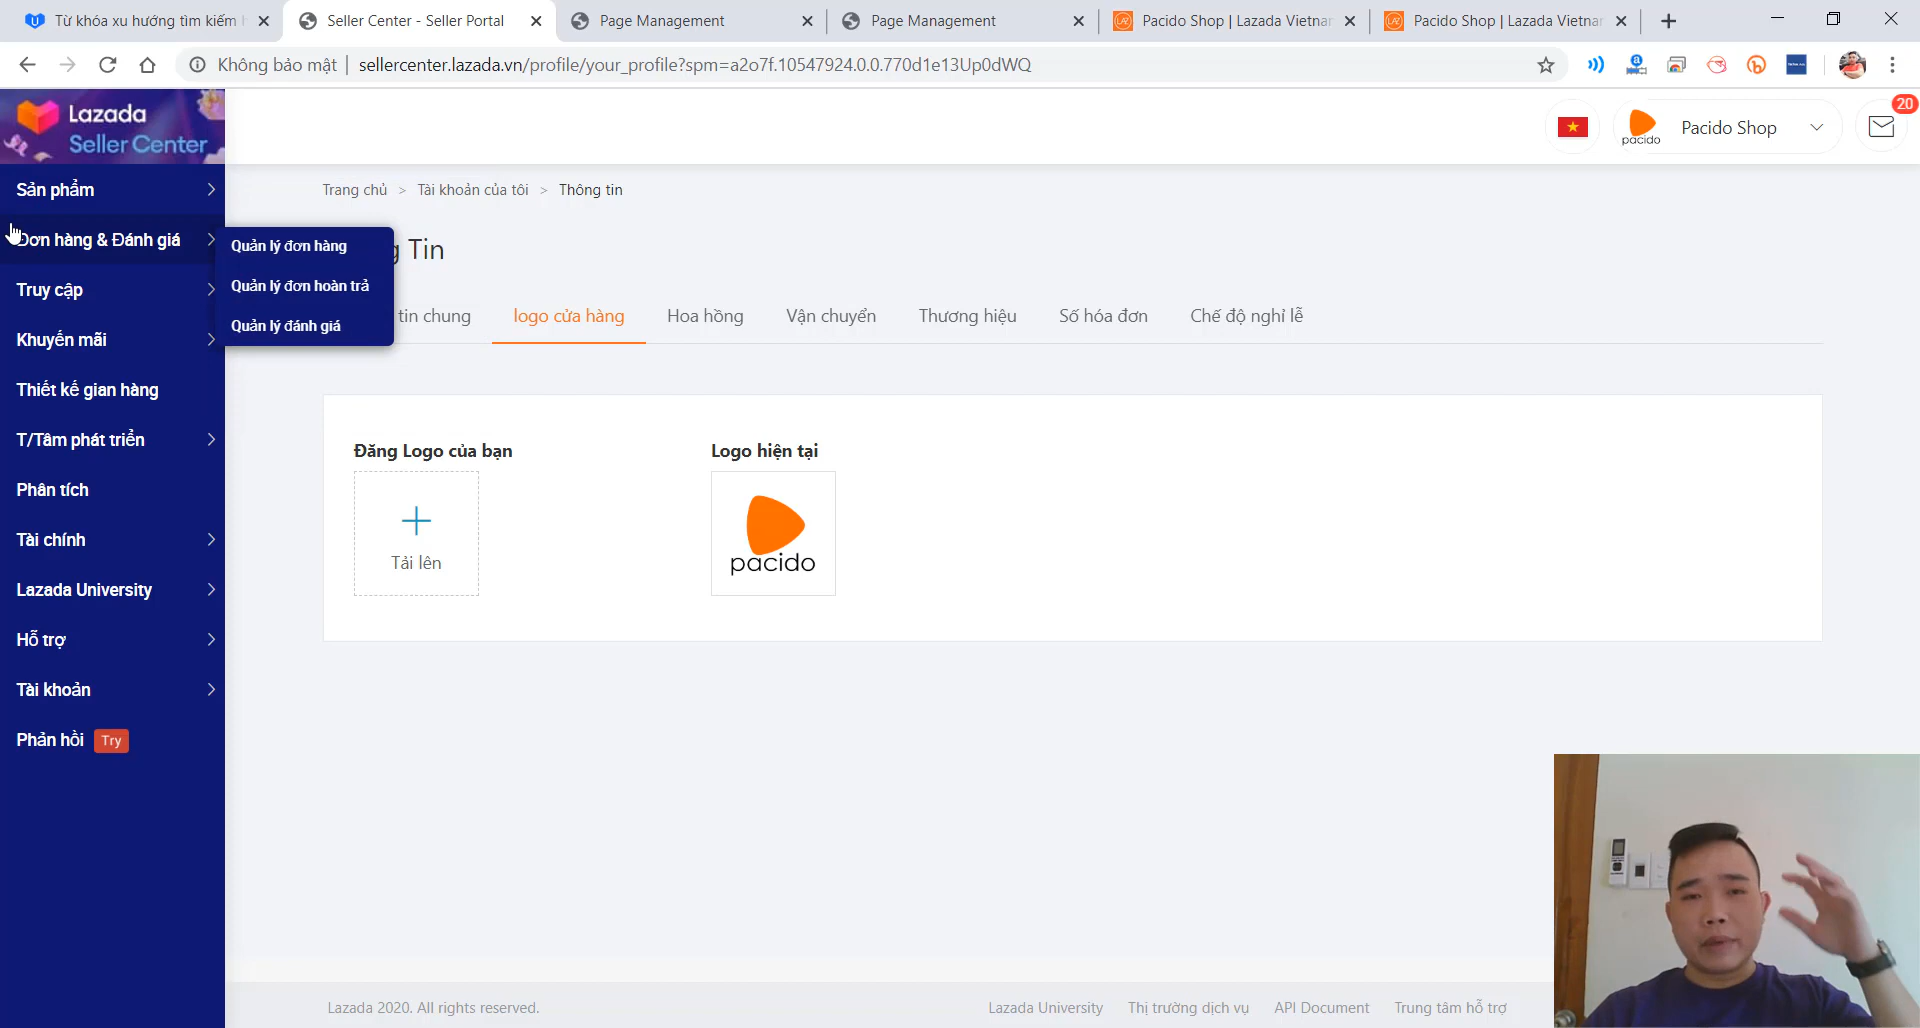 Từ khóa xu hướng tìm kiếm
Seller Center - Seller Portal
Page Management
Page Management
Pacido Shop | Lazada Vietnar
Pacido Shop | Lazada Vietnar
Không bảo mật
sellercenter.lazada.vn/profile/your_profile?spm=a2o7f.10547924.0.0.770d1e13Up0dWQ
Lazada
Seller Center
pacido
Pacido Shop
20
Trang chủ > Tài khoản của tôi > Thông tin
Sản phẩm
Đơn hàng & Đánh giá
Truy cập
Khuyến mãi
Thiết kế gian hàng
T/Tâm phát triển
Phân tích
Tài chính
Lazada University
Hỗ trợ
Tài khoản
Phản hồi Try
Quản lý đơn hàng
Quản lý đơn hoàn trả
Quản lý đánh giá
g Tin
tin chung
logo cửa hàng
Hoa hồng
Vận chuyển
Thương hiệu
Số hóa đơn
Chế độ nghỉ lễ
Đăng Logo của bạn
Tải lên
Logo hiện tại
pacido
Lazada 2020. All rights reserved.
Lazada University
Thị trường dịch vụ
API Document
Trung tâm hỗ trợ